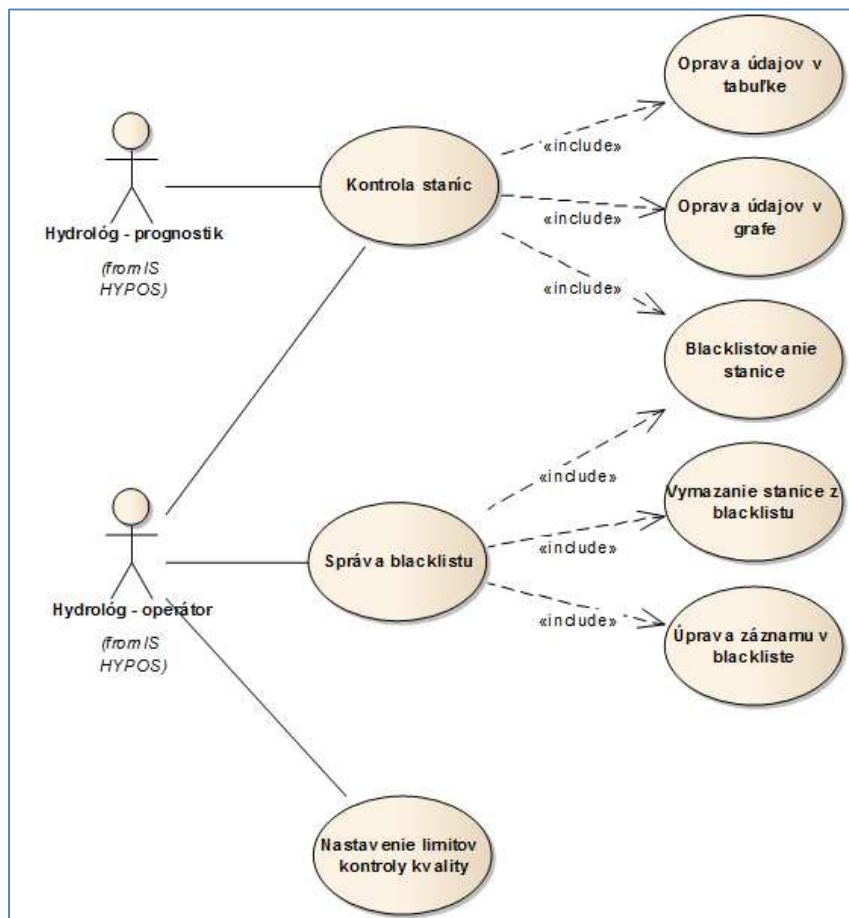 Oprava údajov v
tabuľke
«include»
Hydrológ - prognostik
(from IS
HYPOS)
Kontrola staníc
«include»
Oprava údajov v
grafe
«include»
Blacklistovanie
stanice
Hydrológ - operátor
(from IS
HYPOS)
Správa blacklistu
«include»
«include»
Vymazanie stanice z
blacklistu
«include»
Úprava záznamu v
blackliste
Nastavenie limitov
kontroly kvality